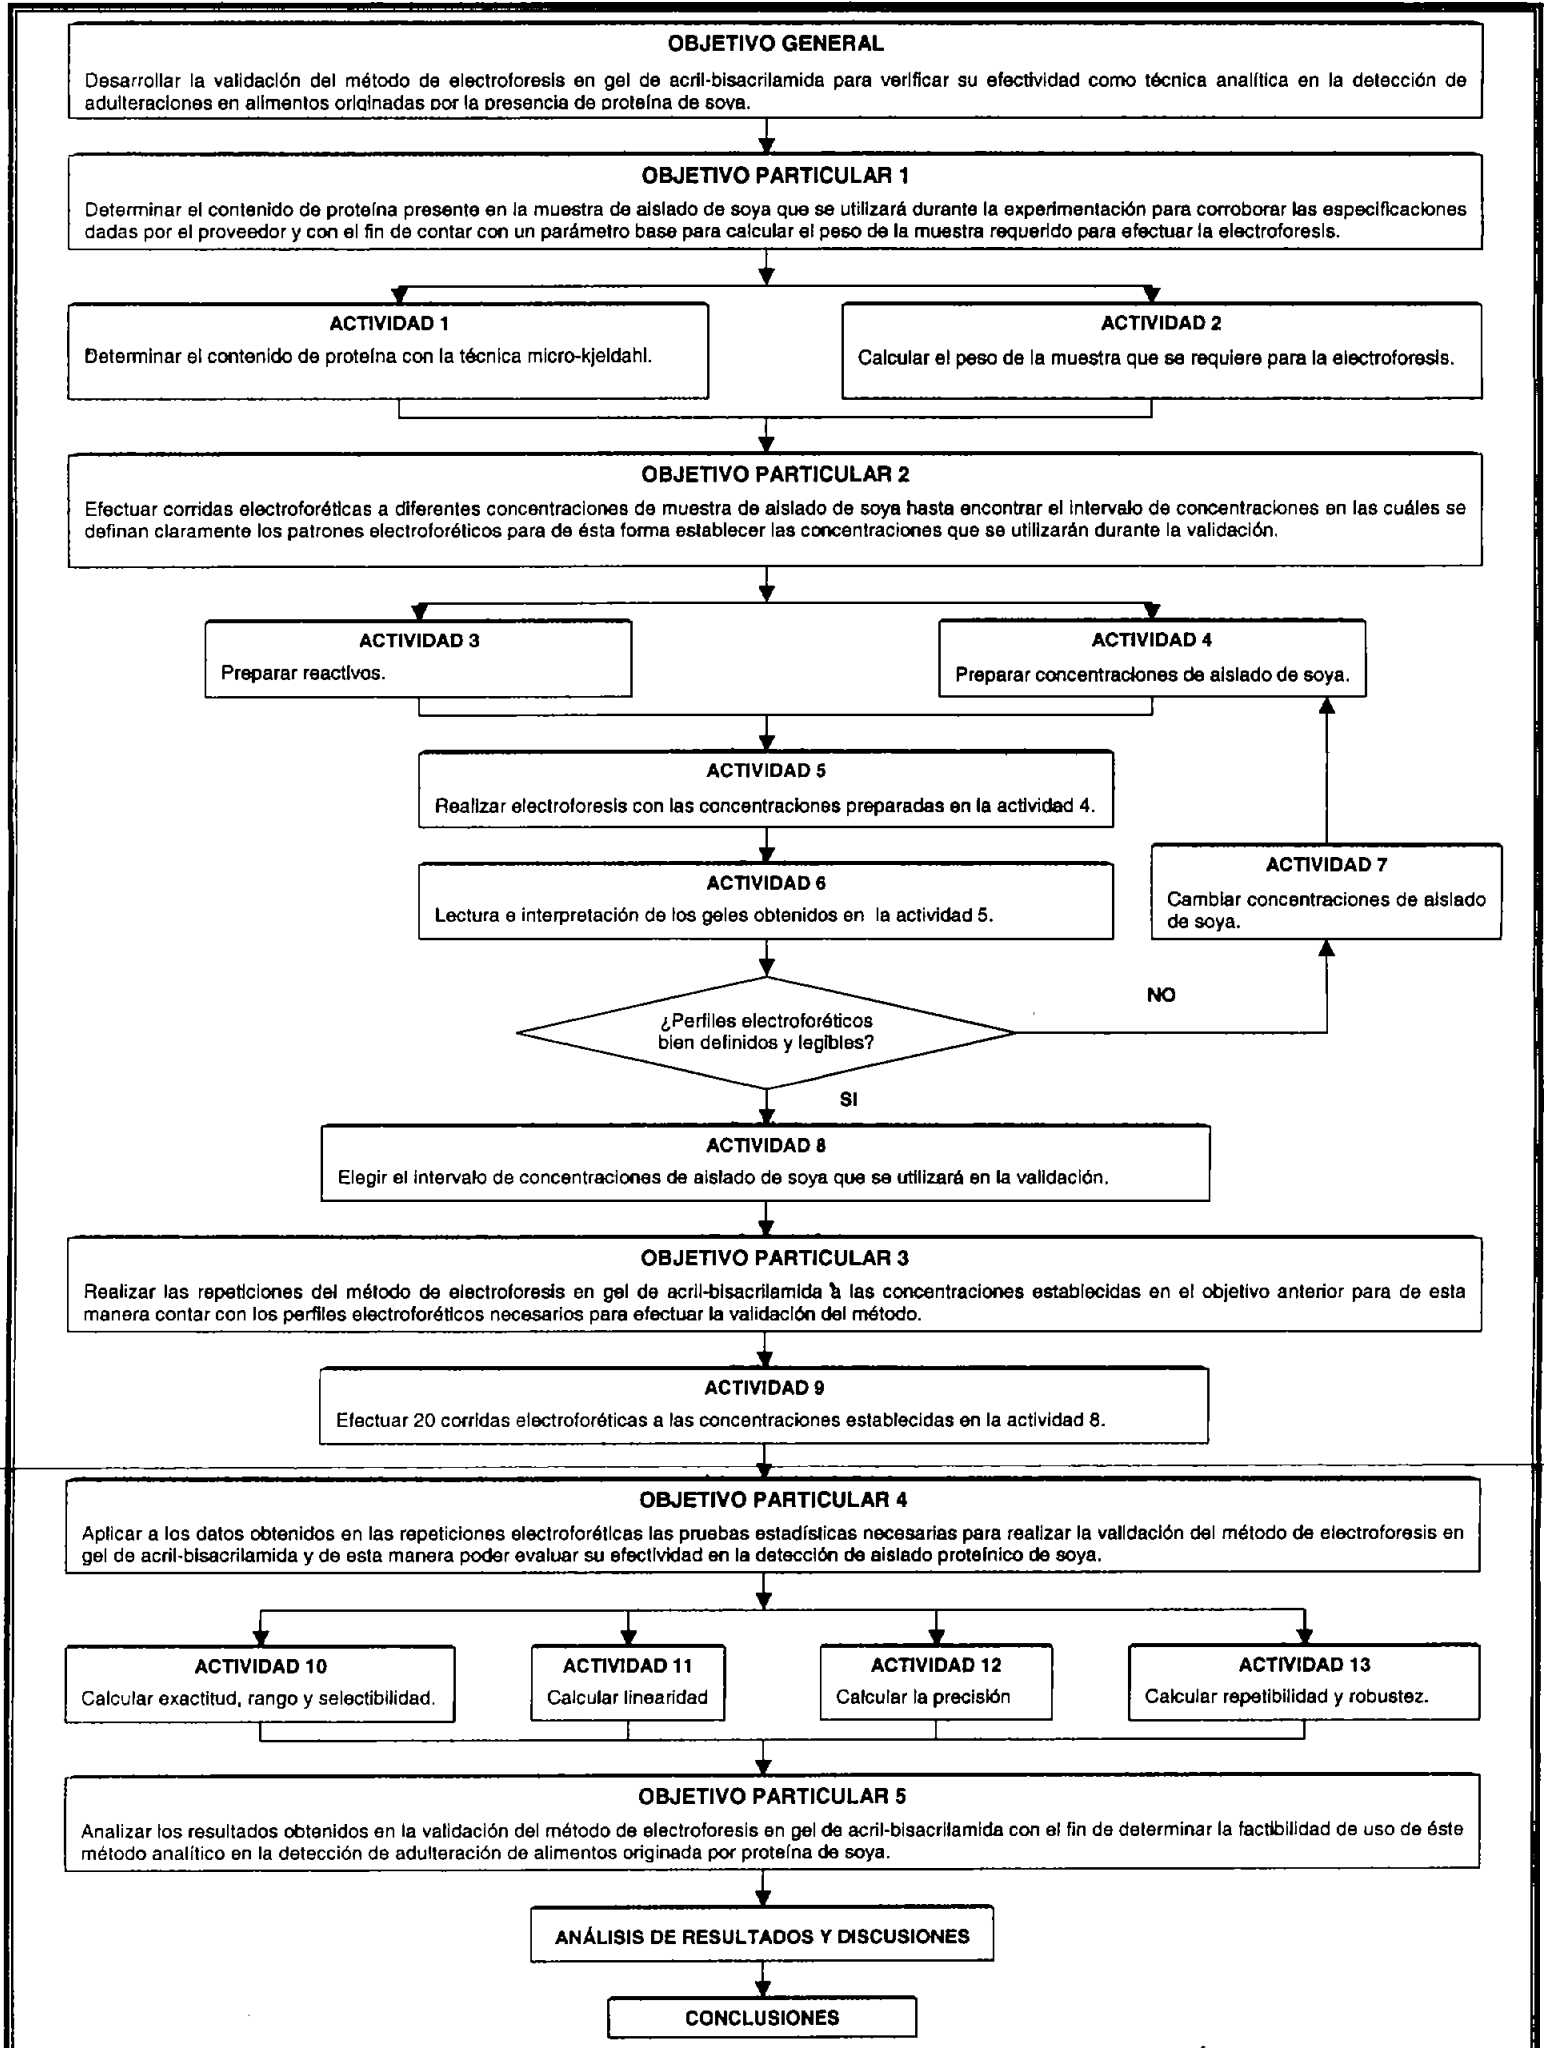 OBJETIVO GENERAL
Desarrollar la validación del método de electroforesis en gel de acril-bisacrilamida para verificar su efectividad como técnica analítica en la detección de
adulteraciones en alimentos originadas por la presencia de proteína de soya.
OBJETIVO PARTICULAR 1
Determinar el contenido de proteína presente en la muestra de aislado de soya que se utilizará durante la experimentación para corroborar las especificaciones
dadas por el proveedor y con el fin de contar con un parámetro base para calcular el peso de la muestra requerido para efectuar la electroforesis.
ACTIVIDAD 1
Determinar el contenido de proteína con la técnica micro-kjeldahl.
ACTIVIDAD 2
Calcular el peso de la muestra que se requiere para la electroforesis.
OBJETIVO PARTICULAR 2
Efectuar corridas electroforéticas a diferentes concentraciones de muestra de aislado de soya hasta encontrar el intervalo de concentraciones en las cuáles se
definan claramente los patrones electroforéticos para de ésta forma establecer las concentraciones que se utilizarán durante la validación.
ACTIVIDAD 3
Preparar reactivos.
ACTIVIDAD 4
Preparar concentraciones de aislado de soya.
ACTIVIDAD 5
Realizar electroforesis con las concentraciones preparadas en la actividad 4.
ACTIVIDAD 6
Lectura e interpretación de los geles obtenidos en la actividad 5.
ACTIVIDAD 7
Cambiar concentraciones de aislado
de soya.
¿Perfiles electroforéticos
bien definidos y legibles?
NO
SI
ACTIVIDAD 8
Elegir el intervalo de concentraciones de aislado de soya que se utilizará en la validación.
OBJETIVO PARTICULAR 3
Realizar las repeticiones del método de electroforesis en gel de acril-bisacrilamida a las concentraciones establecidas en el objetivo anterior para de esta
manera contar con los perfiles electroforéticos necesarios para efectuar la validación del método.
ACTIVIDAD 9
Efectuar 20 corridas electroforéticas a las concentraciones establecidas en la actividad 8.
OBJETIVO PARTICULAR 4
Aplicar a los datos obtenidos en las repeticiones electroforéticas las pruebas estadísticas necesarias para realizar la validación del método de electroforesis en
gel de acril-bisacrilamida y de esta manera poder evaluar su efectividad en la detección de aislado proteínico de soya.
ACTIVIDAD 10
Calcular exactitud, rango y selectibilidad.
ACTIVIDAD 11
Calcular linearidad
ACTIVIDAD 12
Calcular la precisión
ACTIVIDAD 13
Calcular repetibilidad y robustez.
OBJETIVO PARTICULAR 5
Analizar los resultados obtenidos en la validación del método de electroforesis en gel de acril-bisacrilamida con el fin de determinar la factibilidad de uso de éste
método analítico en la detección de adulteración de alimentos originada por proteína de soya.
ANÁLISIS DE RESULTADOS Y DISCUSIONES
CONCLUSIONES